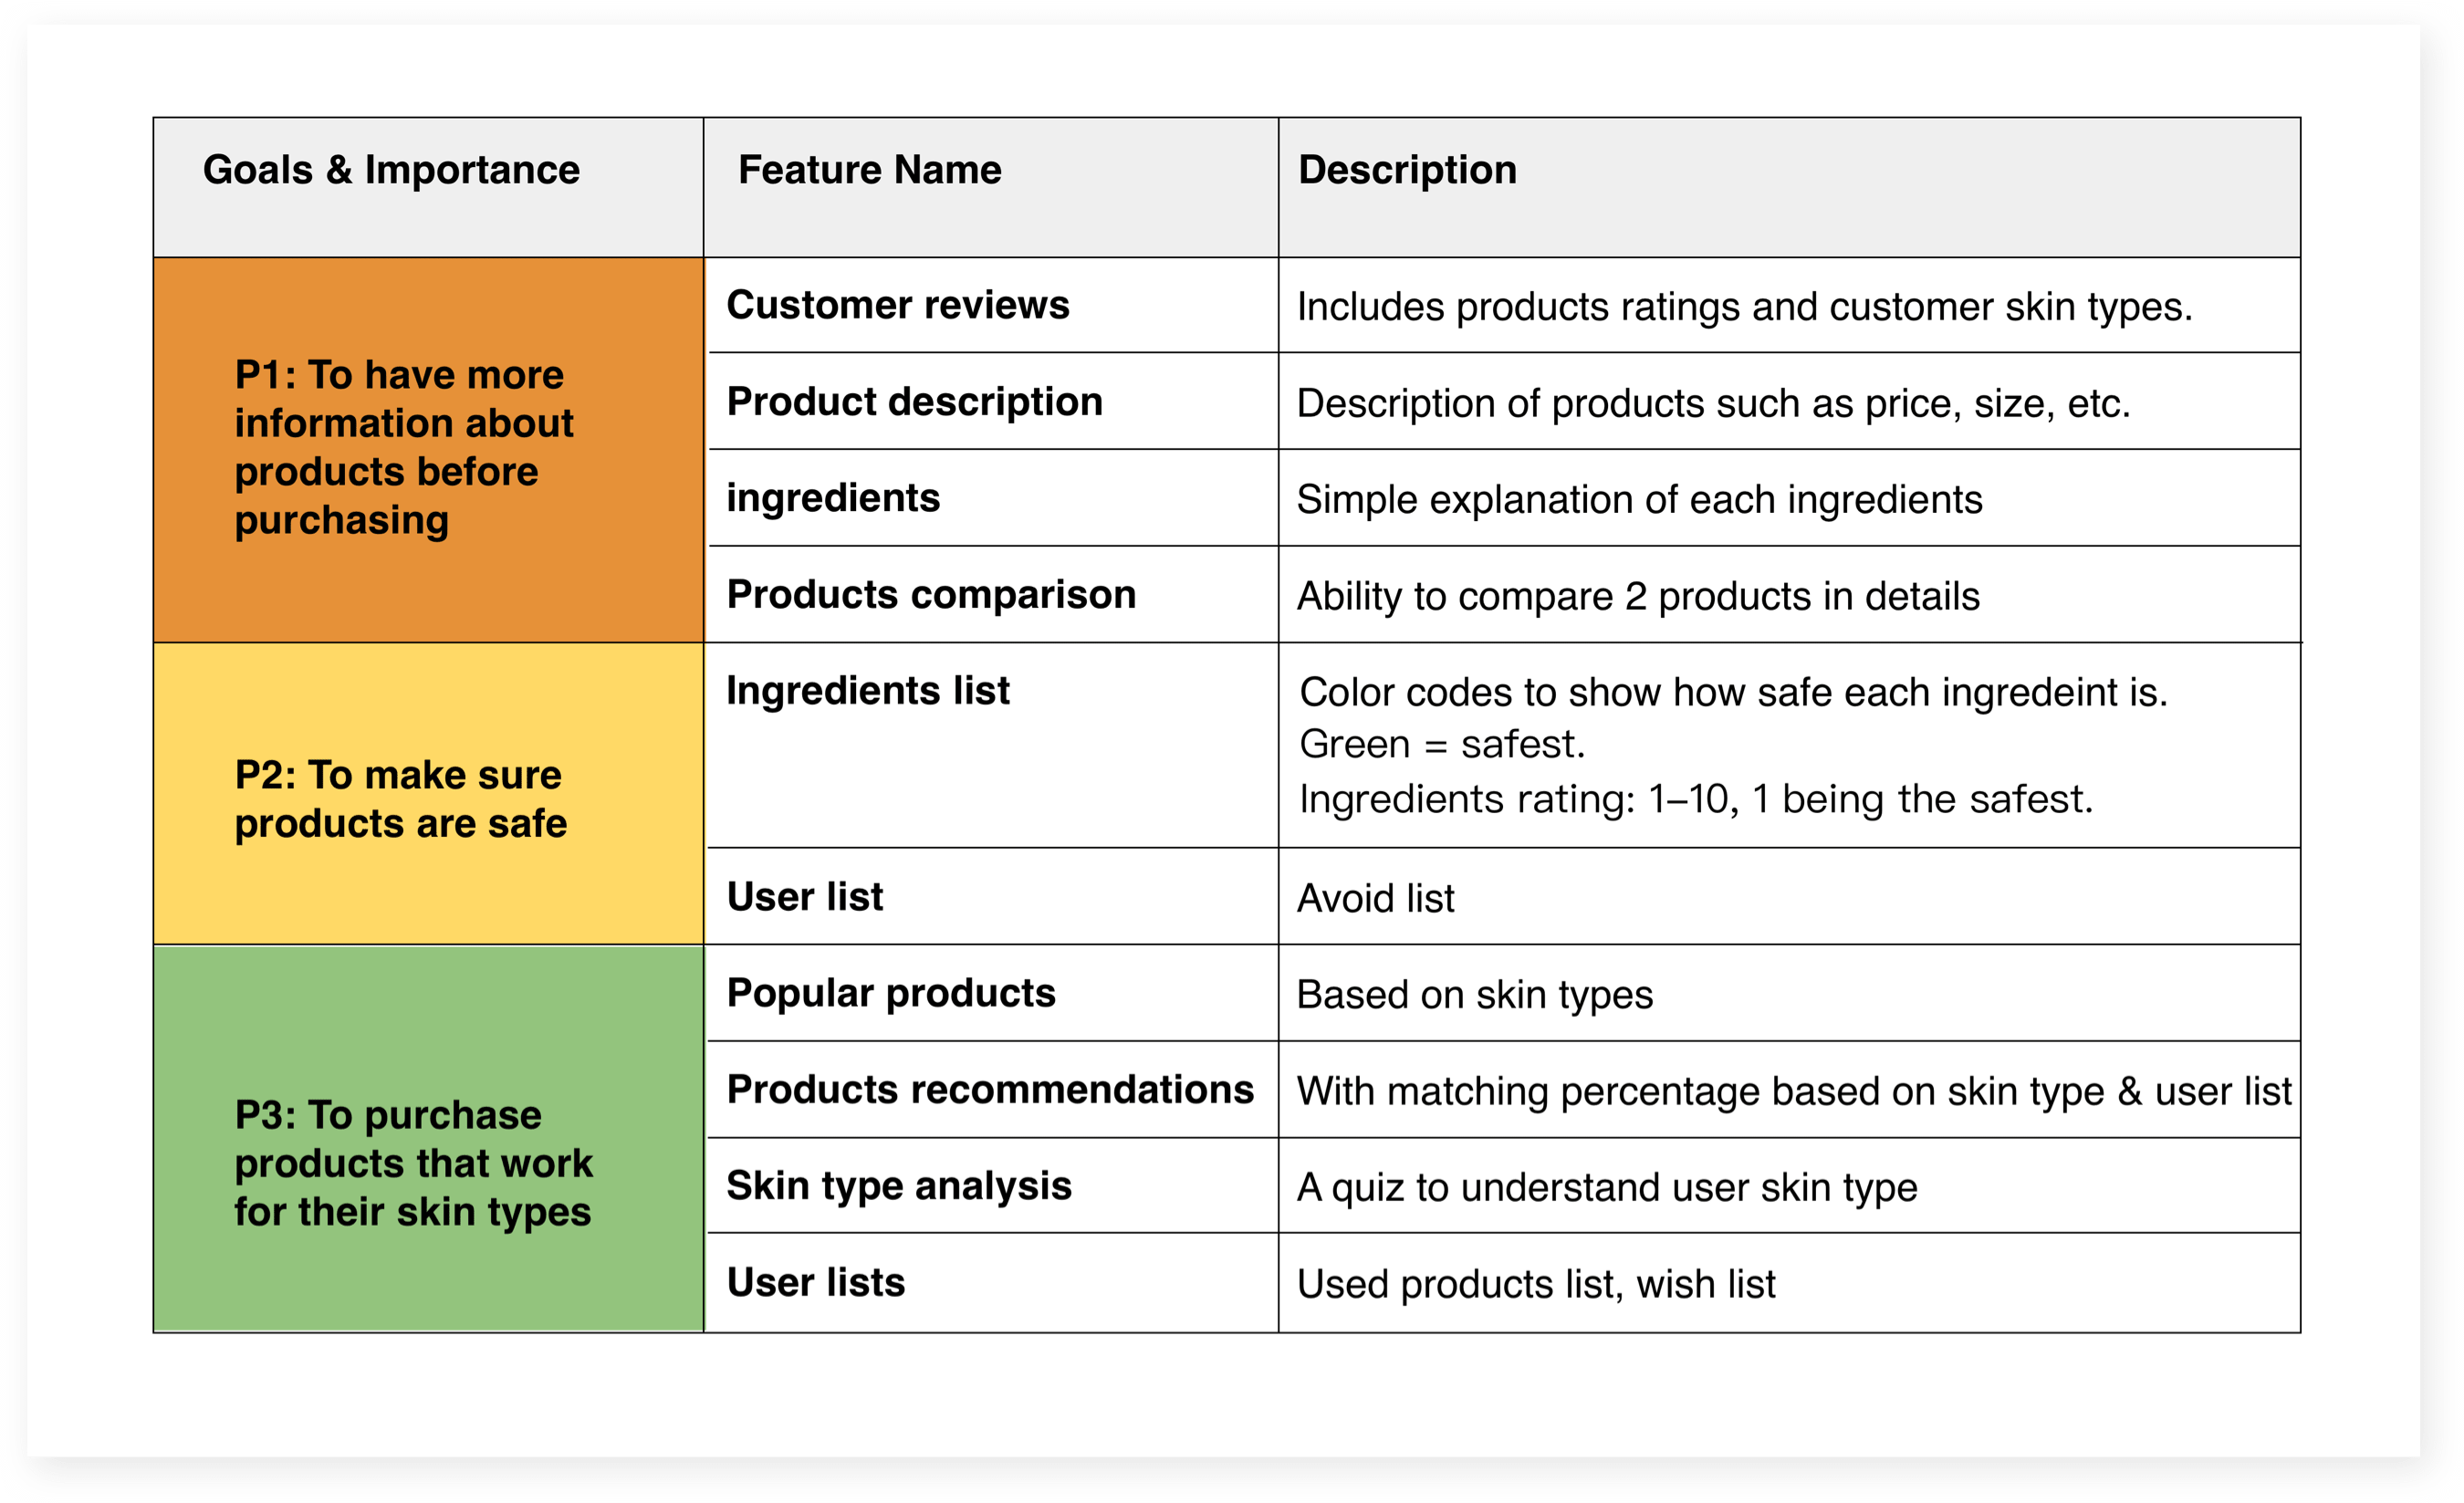 Goals & Importance
Feature Name
Description
P1: To have more
information about
products before
purchasing
Customer reviews
Includes products ratings and customer skin types.
Product description
Description of products such as price, size, etc.
ingredients
Simple explanation of each ingredients
Products comparison
Ability to compare 2 products in details
P2: To make sure
products are safe
Ingredients list
Color codes to show how safe each ingredeint is.
Green = safest.
Ingredients rating: 1–10, 1 being the safest.
User list
Avoid list
P3: To purchase
products that work
for their skin types
Popular products
Based on skin types
Products recommendations
With matching percentage based on skin type & user list
Skin type analysis
A quiz to understand user skin type
User lists
Used products list, wish list